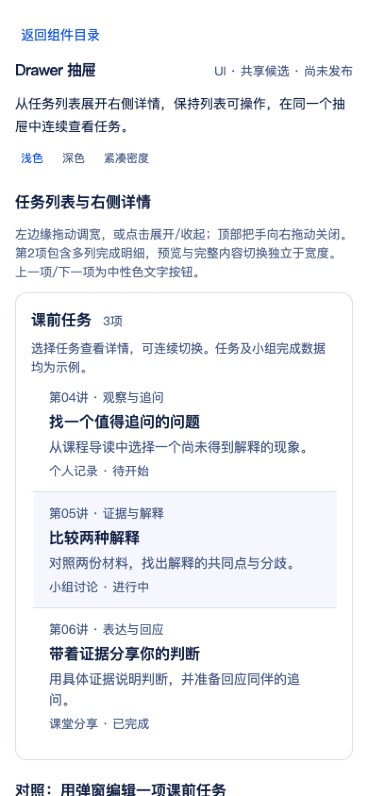 返回组件目录
Drawer 抽屉
UI · 共享候选 · 尚未发布
从任务列表展开右侧详情，保持列表可操作，在同一个抽
屉中连续查看任务。
浅色 深色 紧凑密度
任务列表与右侧详情
左边缘拖动调宽，或点击展开/收起；顶部把手向右拖动关闭。
第2项包含多列完成明细，预览与完整内容切换独立于宽度。
上一项/下一项为中性色文字按钮。
课前任务 3项
选择任务查看详情，可连续切换。任务及小组完成数据
均为示例。
第04讲 · 观察与追问
找一个值得追问的问题
从课程导读中选择一个尚未得到解释的现象。
个人记录 · 待开始
第05讲 · 证据与解释
比较两种解释
对照两份材料，找出解释的共同点与分歧。
小组讨论 · 进行中
第06讲 · 表达与回应
带着证据分享你的判断
用具体证据说明判断，并准备回应同伴的追
问。
课堂分享 · 已完成
对照：用弹窗编辑一项课前任务